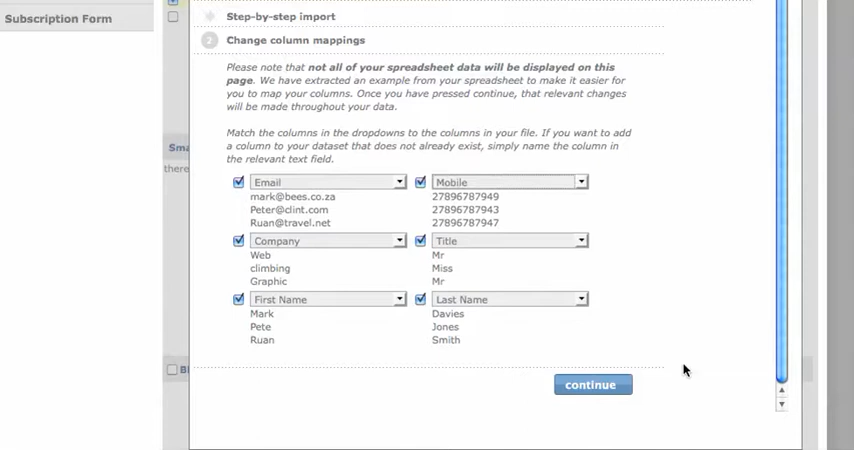 Subscription Form
Step-by-step import
2 Change column mappings
Please note that not all of your spreadsheet data will be displayed on this
page. We have extracted an example from your spreadsheet to make it easier for
you to map your columns. Once you have pressed continue, that relevant changes
will be made throughout your data.
Match the columns in the dropdowns to the columns in your file. If you want to add
a column to your dataset that does not already exist, simply name the column in
the relevant text field.
Sma
there
Email Mobile
mark@bees.co.za 27896787949
Peter@clint.com 27896787943
Ruan@travel.net 27896787947
Company Title
Web Mr
climbing Miss
Graphic Mr
First Name Last Name
Mark Davies
Pete Jones
Ruan Smith
continue